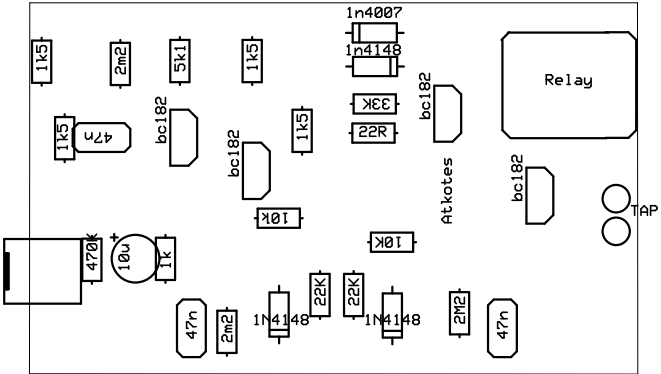 1n4007
1n4148
1k5
2m2
5k1
1k5
Relay
33K
22R
bc182
bc182
bc182
1k5
47n
1k5
bc182
Atkotes
TAP
10k
10K
470K
10u
1k
22K
22K
2M2
47n
2m2
1N4148
1N4148
47n